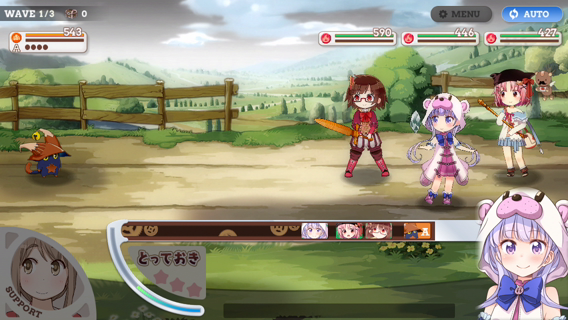 WAVE 1/3 0
MENU
AUTO
543
590
446
427
A
とっておき
A
SUPPORT